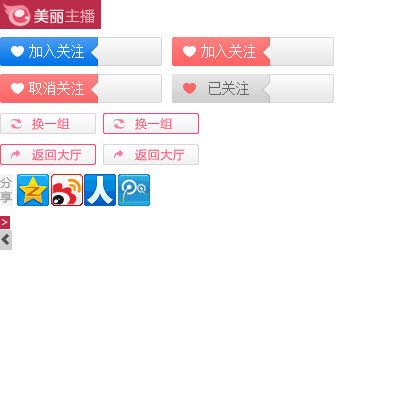 美丽主播
加入关注
加入关注
取消关注
已关注
换一组
换一组
返回大厅
返回大厅
分享